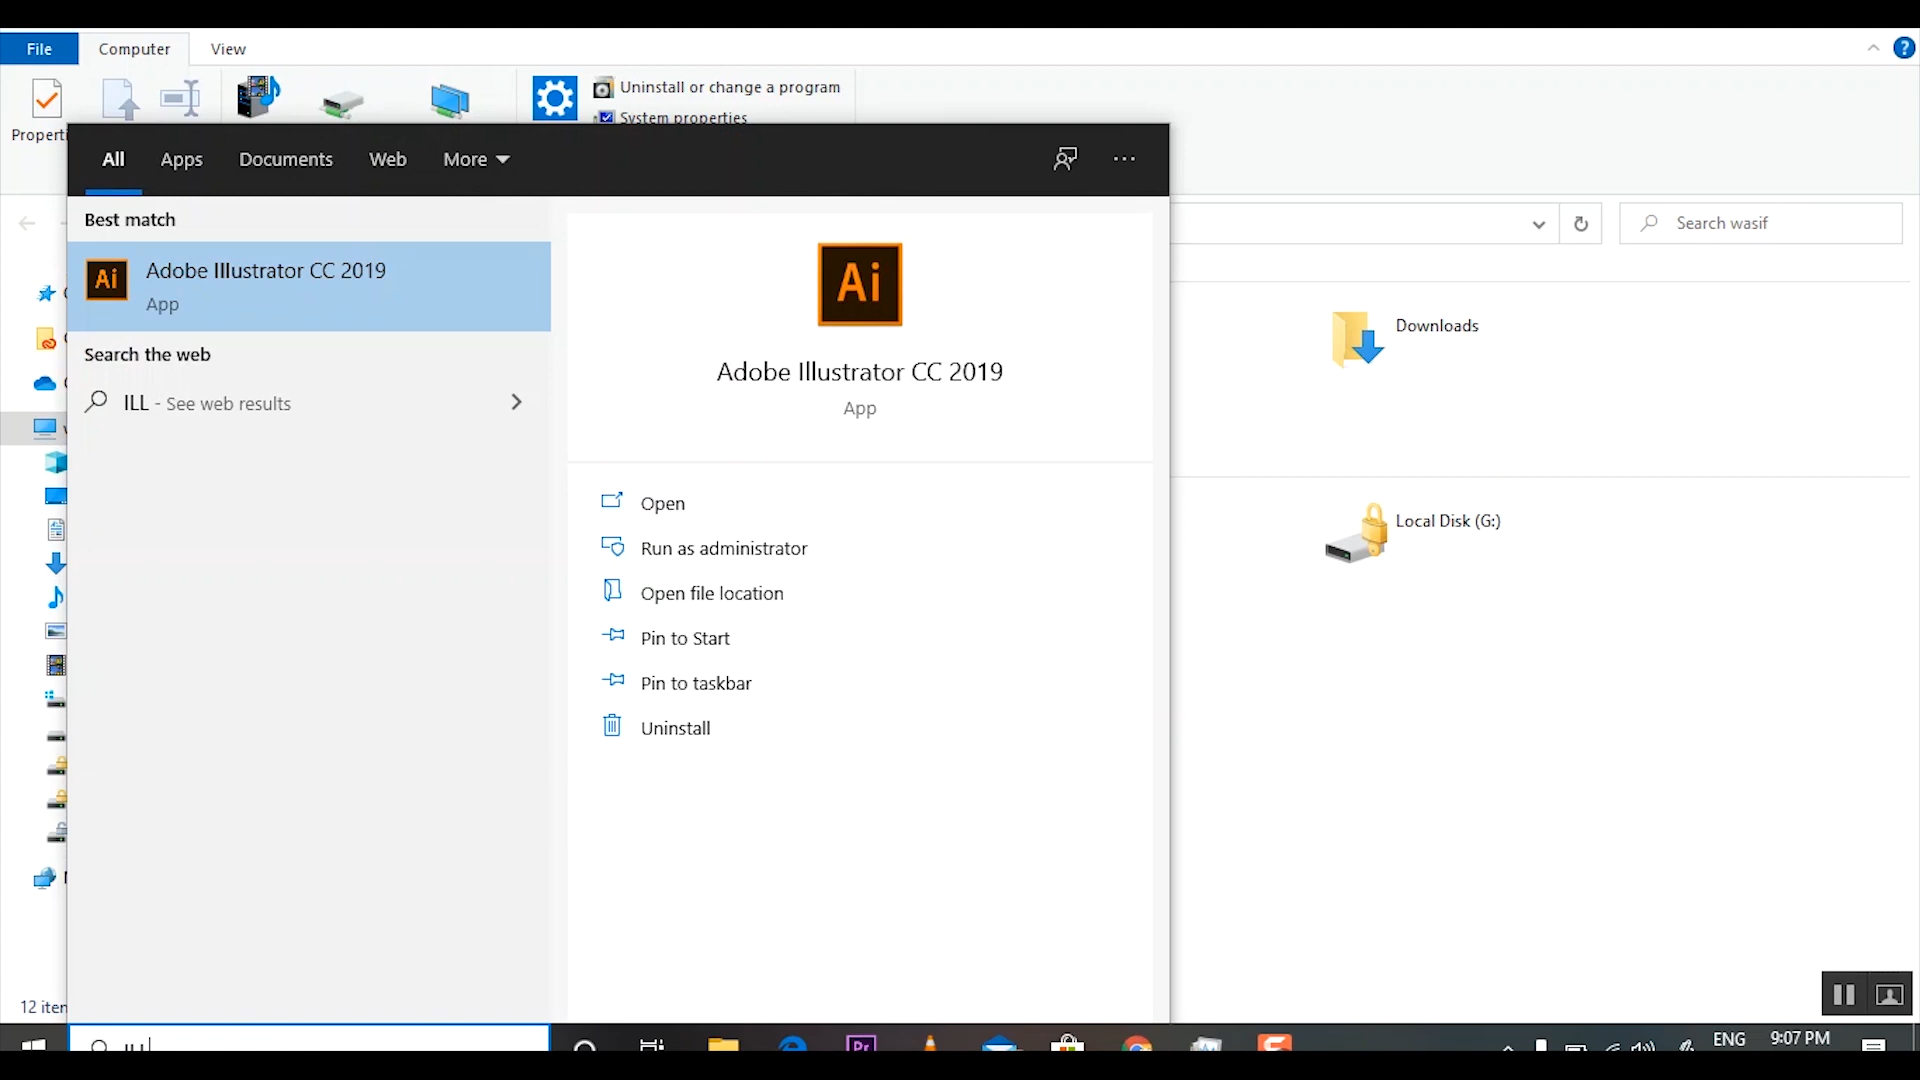 File
Computer
View
Uninstall or change a program
System properties
Properti
All
Apps
Documents
Web
More
Best match
Search wasif
Ai
Adobe Illustrator CC 2019
App
Ai
Adobe Illustrator CC 2019
App
Search the web
ILL - See web results
Downloads
Open
Run as administrator
Open file location
Pin to Start
Pin to taskbar
Uninstall
Local Disk (G:)
12 item
Pr
ENG
9:07 PM